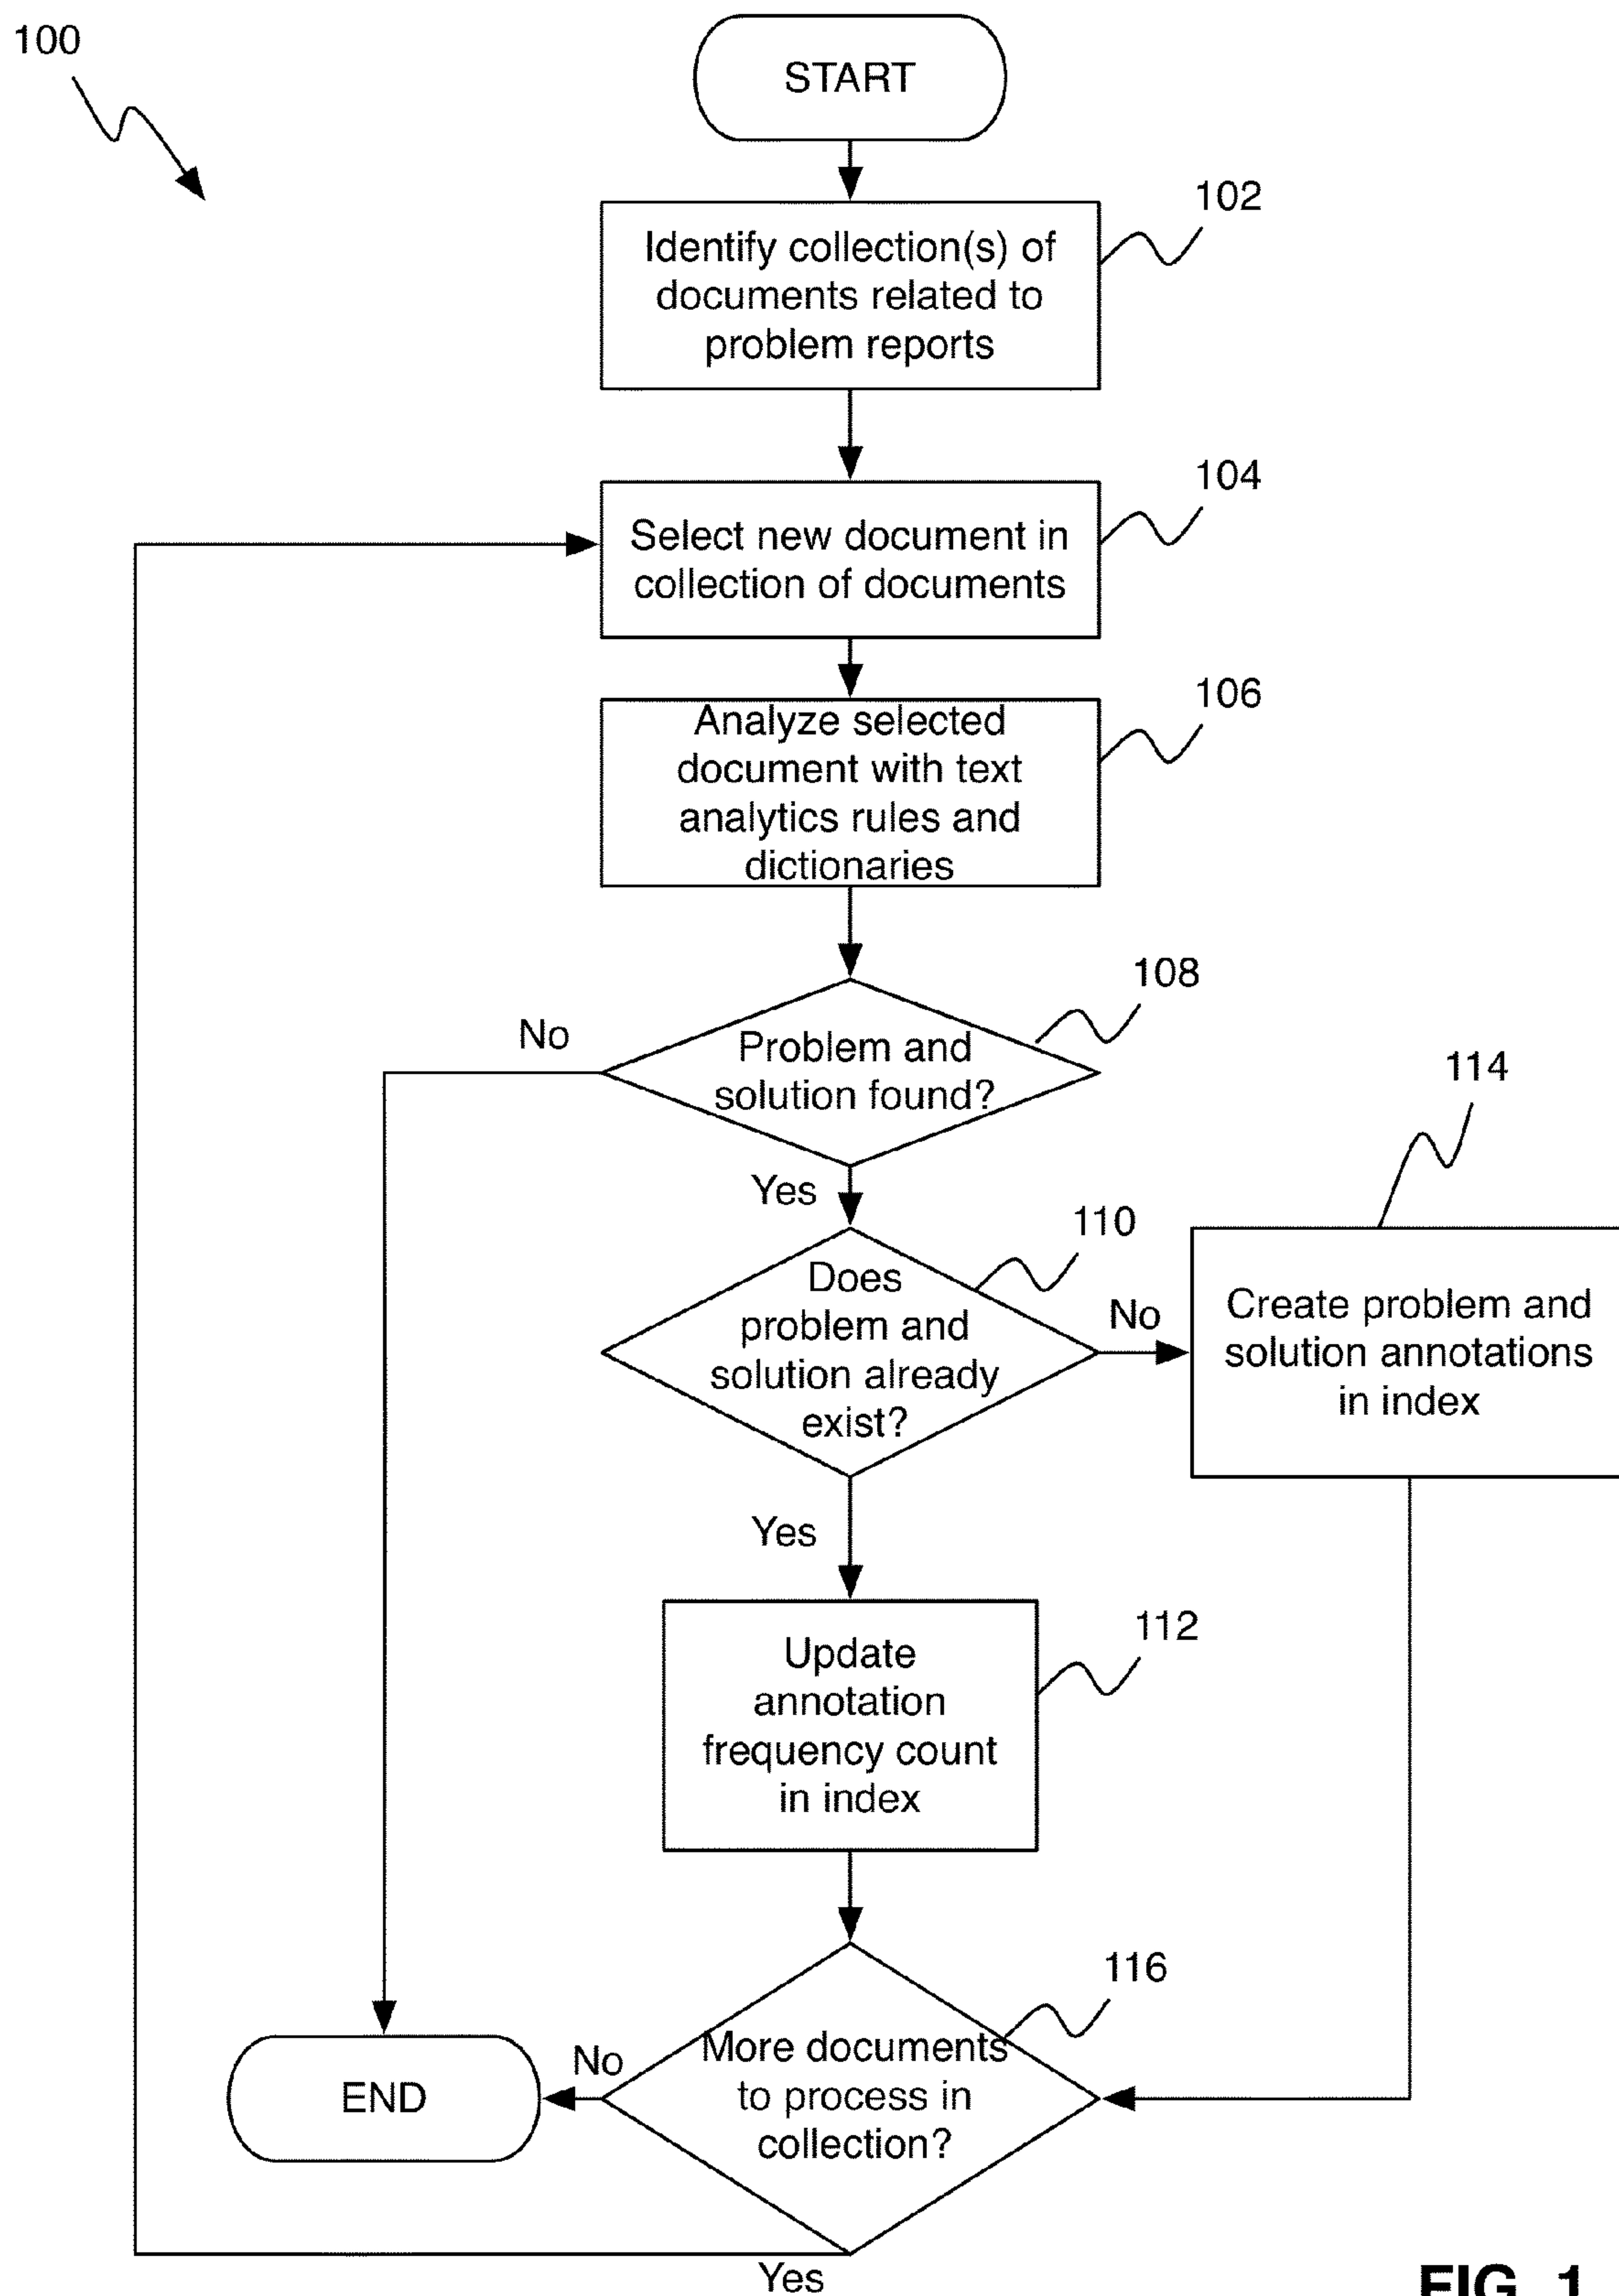 100
START
102
Identify collection(s) of
documents related to
problem reports
104
Select new document in
collection of documents
106
Analyze selected
document with text
analytics rules and
dictionaries
108
No
Problem and
solution found?
114
Yes
110
Does
problem and
solution already
exist?
No
Create problem and
solution annotations
in index
Yes
112
Update
annotation
frequency count
in index
116
More documents
to process in
collection?
No
END
Yes
FIG. 1